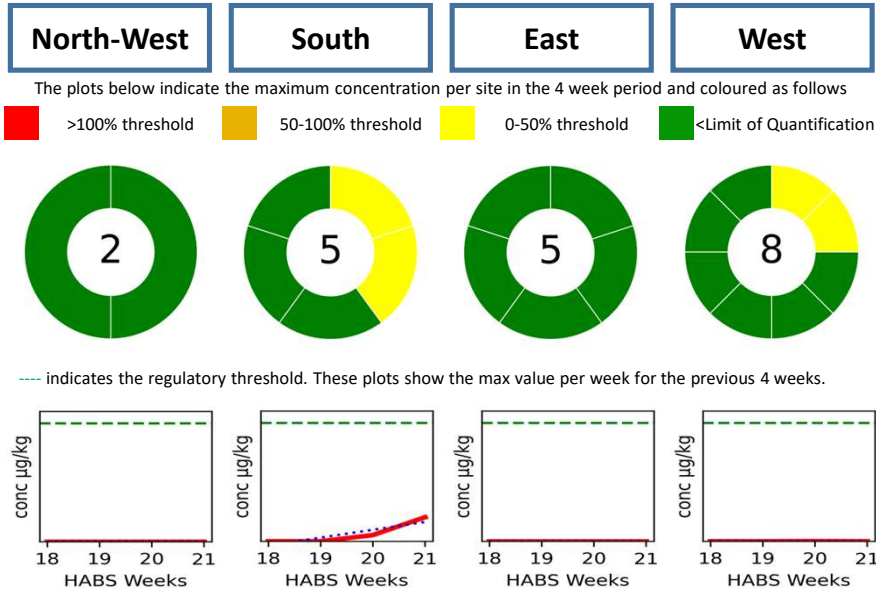 North-West South East West
The plots below indicate the maximum concentration per site in the 4 week period and coloured as follows
>100% threshold 50-100% threshold 0-50% threshold <Limit of Quantification
2 5 5 8
---- indicates the regulatory threshold. These plots show the max value per week for the previous 4 weeks.
conc µg/kg conc µg/kg conc µg/kg conc µg/kg
18 19 20 21 18 19 20 21 18 19 20 21 18 19 20 21
HABS Weeks HABS Weeks HABS Weeks HABS Weeks